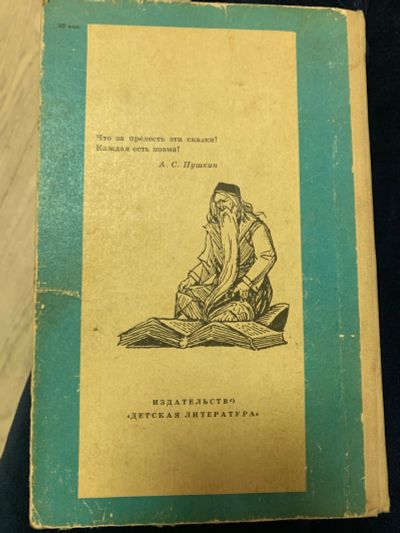 Что за прелесть эти сказки!
Каждая есть поэма!
А. С. Пушкин
ИЗДАТЕЛЬСТВО
«ДЕТСКАЯ ЛИТЕРАТУРА»